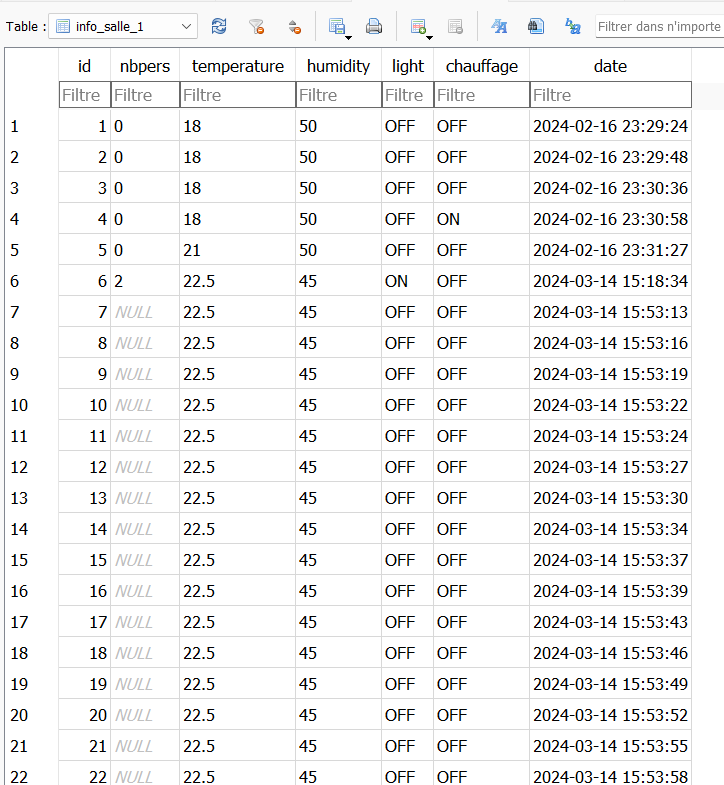 Table : info_salle_1 Filtrer dans n'importe
id nbpers temperature humidity light chauffage date
Filtre Filtre Filtre Filtre Filtre Filtre Filtre
1 1 0 18 50 OFF OFF 2024-02-16 23:29:24
2 2 0 18 50 OFF OFF 2024-02-16 23:29:48
3 3 0 18 50 OFF OFF 2024-02-16 23:30:36
4 4 0 18 50 OFF ON 2024-02-16 23:30:58
5 5 0 21 50 OFF OFF 2024-02-16 23:31:27
6 6 2 22.5 45 ON OFF 2024-03-14 15:18:34
7 7 NULL 22.5 45 OFF OFF 2024-03-14 15:53:13
8 8 NULL 22.5 45 OFF OFF 2024-03-14 15:53:16
9 9 NULL 22.5 45 OFF OFF 2024-03-14 15:53:19
10 10 NULL 22.5 45 OFF OFF 2024-03-14 15:53:22
11 11 NULL 22.5 45 OFF OFF 2024-03-14 15:53:24
12 12 NULL 22.5 45 OFF OFF 2024-03-14 15:53:27
13 13 NULL 22.5 45 OFF OFF 2024-03-14 15:53:30
14 14 NULL 22.5 45 OFF OFF 2024-03-14 15:53:34
15 15 NULL 22.5 45 OFF OFF 2024-03-14 15:53:37
16 16 NULL 22.5 45 OFF OFF 2024-03-14 15:53:39
17 17 NULL 22.5 45 OFF OFF 2024-03-14 15:53:43
18 18 NULL 22.5 45 OFF OFF 2024-03-14 15:53:46
19 19 NULL 22.5 45 OFF OFF 2024-03-14 15:53:49
20 20 NULL 22.5 45 OFF OFF 2024-03-14 15:53:52
21 21 NULL 22.5 45 OFF OFF 2024-03-14 15:53:55
22 22 NULL 22.5 45 OFF OFF 2024-03-14 15:53:58